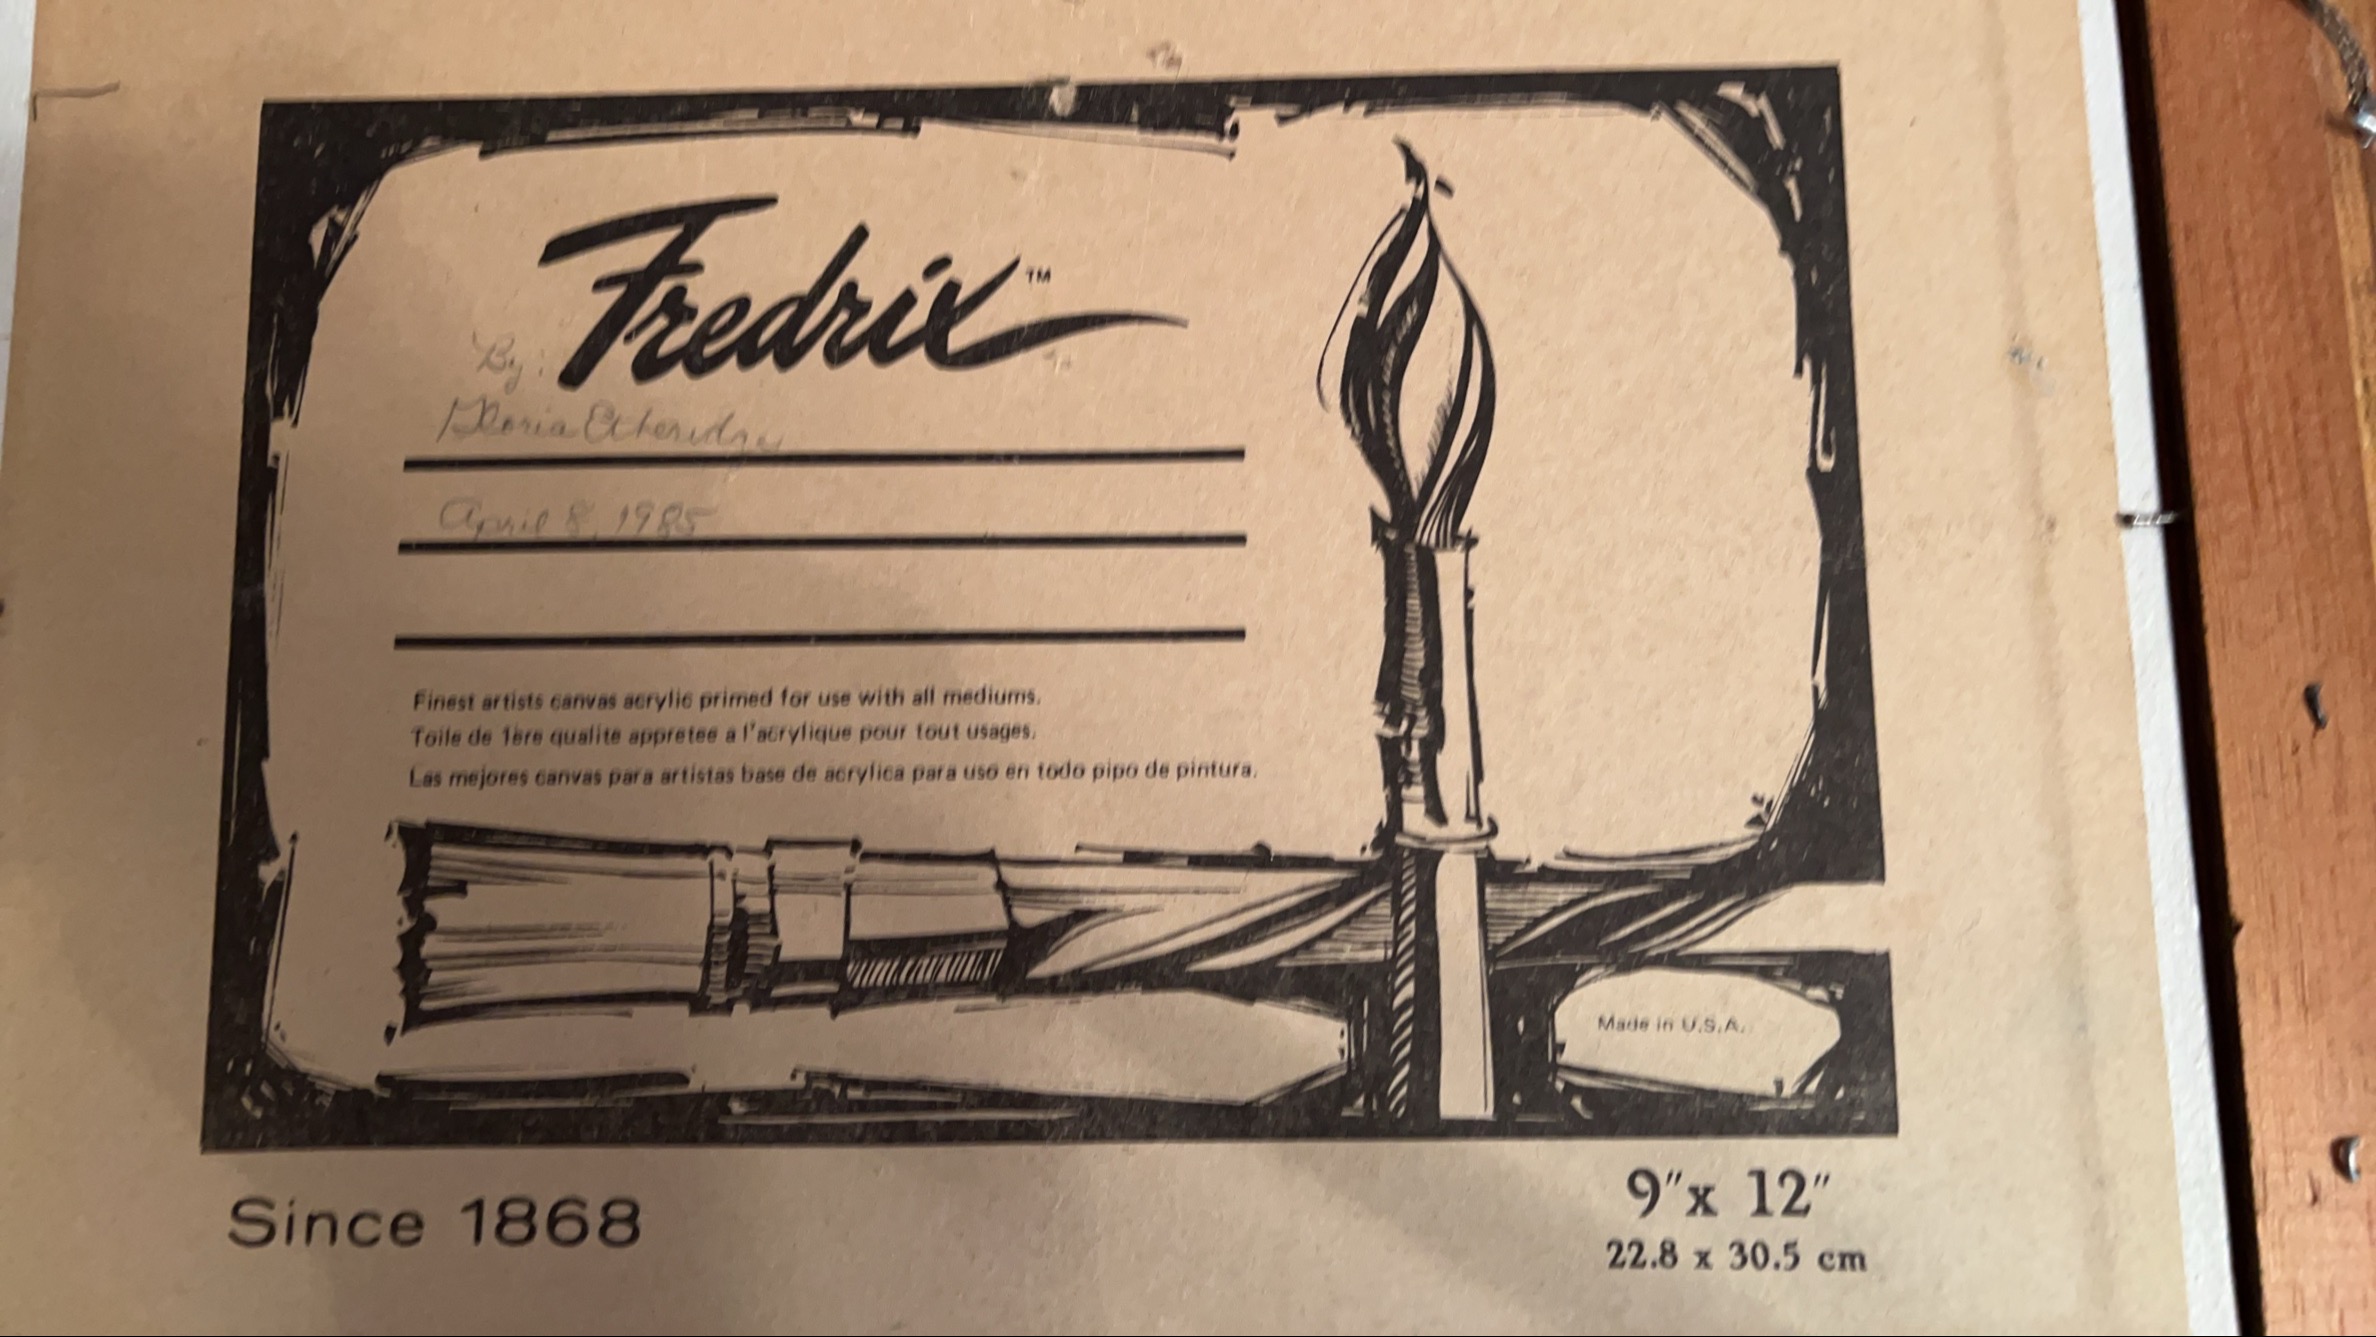 Fredrix™
By:
Gloria Etheridge
April 8, 1985
Finest artists canvas acrylic primed for use with all mediums.
Toile de 1ère qualite appretee a l'acrylique pour tout usages.
Las mejores canvas para artistas base de acrylica para uso en todo pipo de pintura.
Made in U.S.A.
Since 1868
9"x 12"
22.8 x 30.5 cm